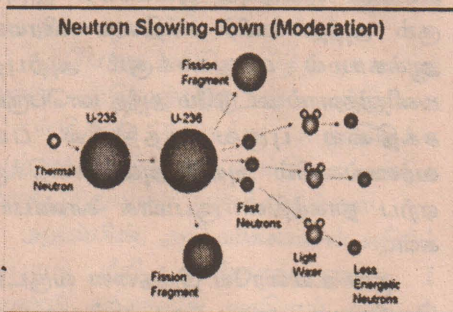 Neutron Slowing-Down (Moderation)
Fission
Fragment
U-235
U-236
Thermal
Neutron
Fast
Neutrons
Fission
Fragment
Light
Water
Less
Energetic
Neutrons